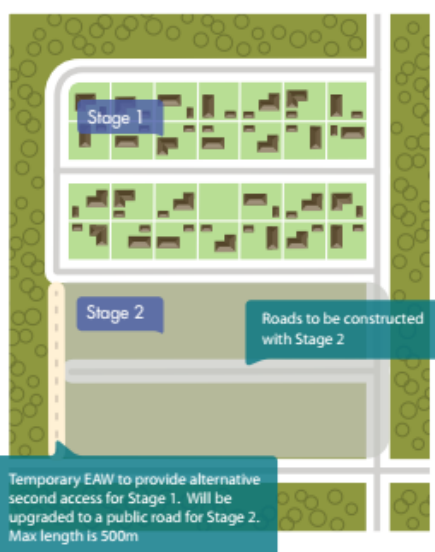 Stage 1
Stage 2
Roads to be constructed
with Stage 2
Temporary EAW to provide alternative
second access for Stage 1. Will be
upgraded to a public road for Stage 2.
Max length is 500m